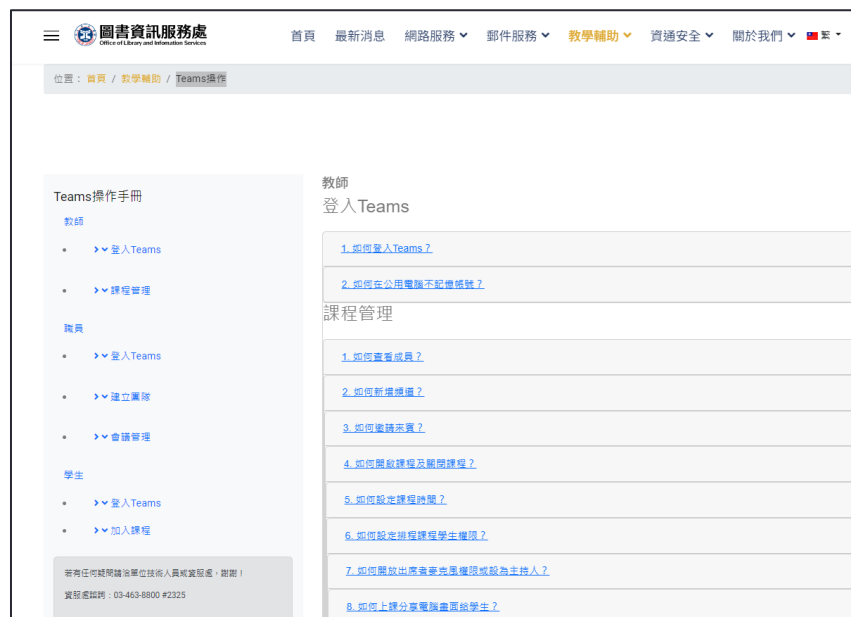 圖書資訊服務處
Office of Library and Information Services
首頁 最新消息 網路服務 郵件服務 教學輔助 資通安全 關於我們 繁
位置： 首頁 / 教學輔助 / Teams操作
Teams操作手冊
教師
登入Teams
課程管理
職員
登入Teams
建立團隊
會議管理
學生
登入Teams
加入課程
若有任何疑問請洽單位技術人員或資服處，謝謝！
資服處諮詢：03-463-8800 #2325
教師
登入Teams
1. 如何登入Teams？
2. 如何在公用電腦不記憶帳號？
課程管理
1. 如何查看成員？
2. 如何新增頻道？
3. 如何邀請來賓？
4. 如何開啟課程及關閉課程？
5. 如何設定課程時間？
6. 如何設定排程課程學生權限？
7. 如何開放出席者麥克風權限或設為主持人？
8. 如何上課分享電腦畫面給學生？